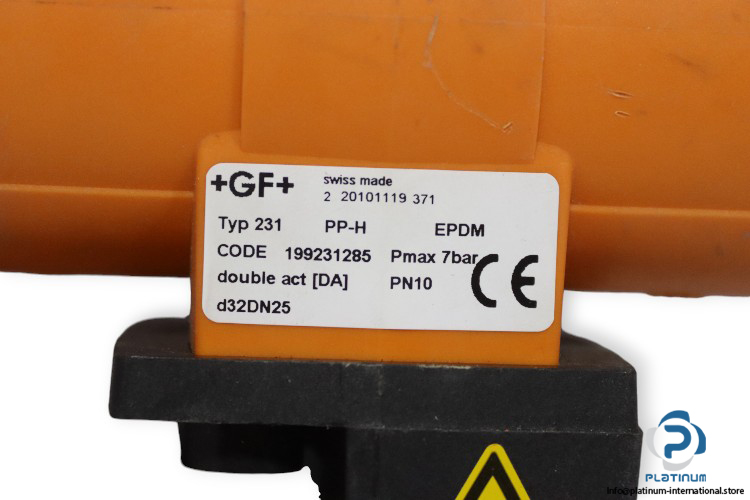 +GF+ swiss made
2 20101119 371
Typ 231 PP-H EPDM
CODE 199231285 Pmax 7bar
double act [DA] PN10 CE
d32DN25
PLATINUM
info@platinum-international.store